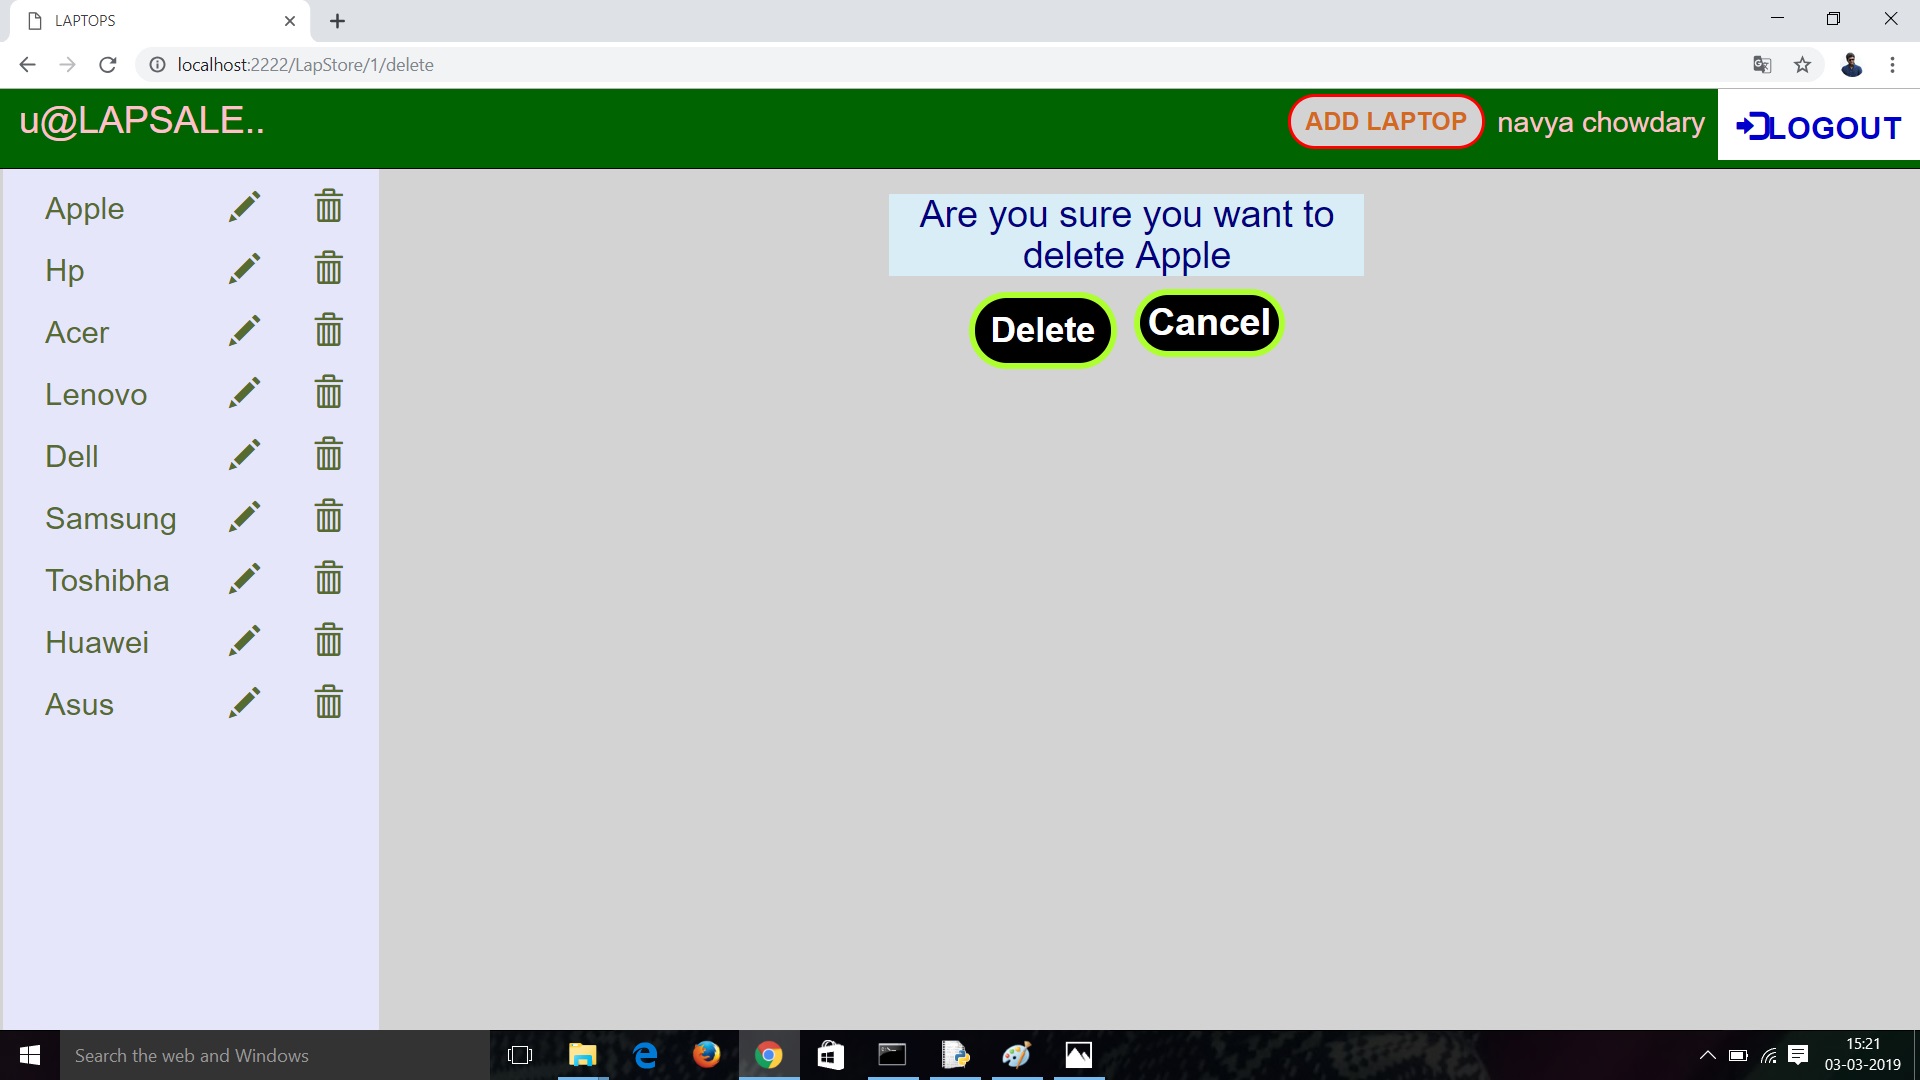 LAPTOPS
localhost:2222/LapStore/1/delete
u@LAPSALE..
ADD LAPTOP
navya chowdary
LOGOUT
Apple
Hp
Acer
Lenovo
Dell
Samsung
Toshibha
Huawei
Asus
Are you sure you want to
delete Apple
Delete
Cancel
Search the web and Windows
15:21
03-03-2019